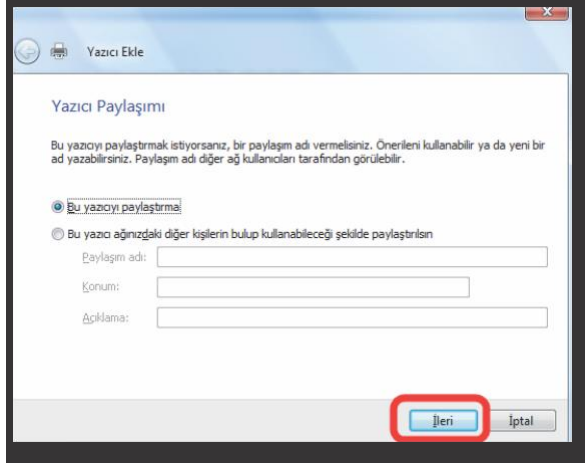 Yazıcı Ekle
Yazıcı Paylaşımı
Bu yazıcıyı paylaştırmak istiyorsanız, bir paylaşım adı vermelisiniz. Önerileni kullanabilir ya da yeni bir
ad yazabilirsiniz. Paylaşım adı diğer ağ kullanıcıları tarafından görülebilir.
Bu yazıcıyı paylaştırma
Bu yazıcı ağınızdaki diğer kişilerin bulup kullanabileceği şekilde paylaştırılsın
Paylaşım adı:
Konum:
Açıklama:
İleri İptal